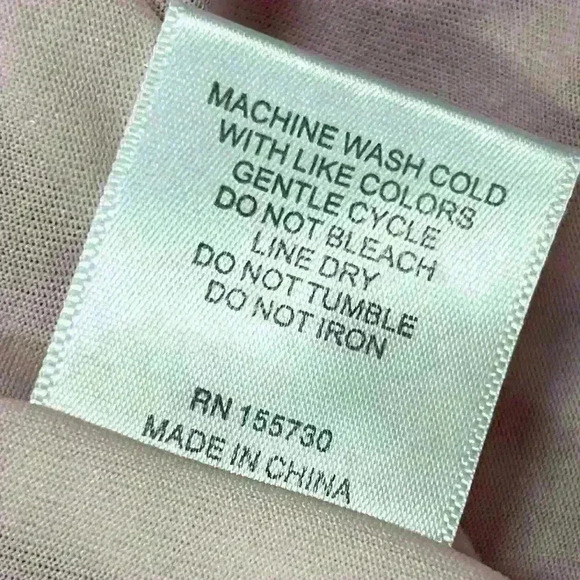 MACHINE WASH COLD
WITH LIKE COLORS
GENTLE CYCLE
DO NOT BLEACH
LINE DRY
DO NOT TUMBLE
DO NOT IRON
RN 155730
MADE IN CHINA